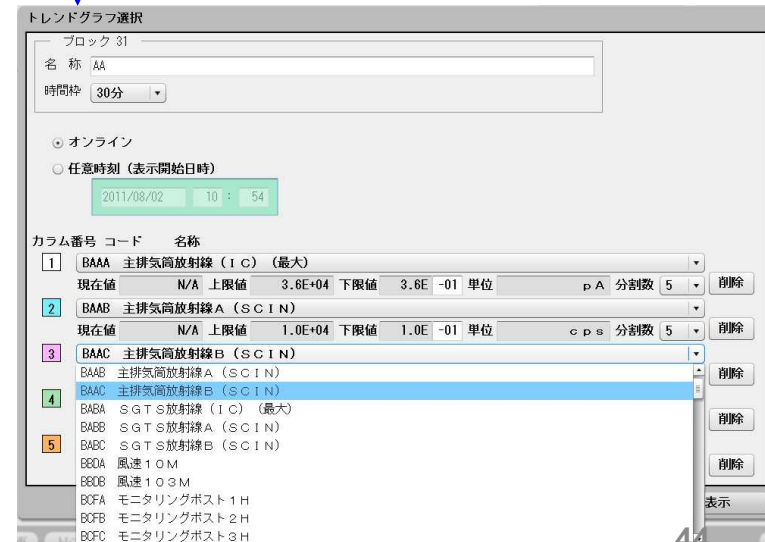 トレンドグラフ選択
ブロック 31
名 称 AA
時間枠 30分
オンライン
任意時刻（表示開始日時）
2011/08/02 10 : 54
カラム番号 コード 名称
1 BAAA 主排気筒放射線（ＩＣ）（最大）
現在値 N/A 上限値 3.6E+04 下限値 3.6E -01 単位 ｐＡ 分割数 5 削除
2 BAAB 主排気筒放射線Ａ（ＳＣＩＮ）
現在値 N/A 上限値 1.0E+04 下限値 1.0E -01 単位 ｃｐｓ 分割数 5 削除
3 BAAC 主排気筒放射線Ｂ（ＳＣＩＮ）
BAAB 主排気筒放射線Ａ（ＳＣＩＮ）
削除
BAAC 主排気筒放射線Ｂ（ＳＣＩＮ）
4
BABA ＳＧＴＳ放射線（ＩＣ）（最大）
BABB ＳＧＴＳ放射線Ａ（ＳＣＩＮ）
削除
5 BABC ＳＧＴＳ放射線Ｂ（ＳＣＩＮ）
BBDA 風速１０Ｍ
削除
BBDB 風速１０３Ｍ
BCFA モニタリングポスト１Ｈ
表示
BCFB モニタリングポスト２Ｈ
BCFC モニタリングポスト３Ｈ
44